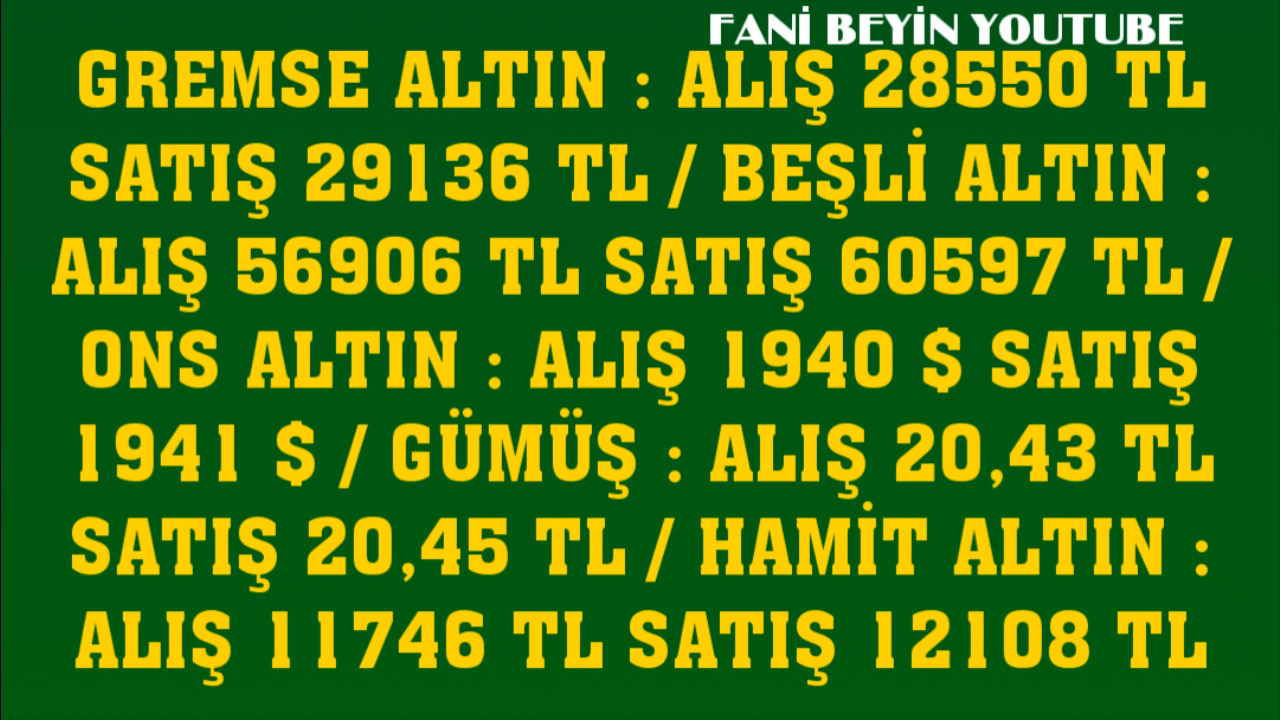 FANİ BEYİN YOUTUBE
GREMSE ALTIN : ALIŞ 28550 TL
SATIŞ 29136 TL / BEŞLİ ALTIN :
ALIŞ 56906 TL SATIŞ 60597 TL /
ONS ALTIN : ALIŞ 1940 $ SATIŞ
1941 $ / GÜMÜŞ : ALIŞ 20,43 TL
SATIŞ 20,45 TL / HAMİT ALTIN :
ALIŞ 11746 TL SATIŞ 12108 TL